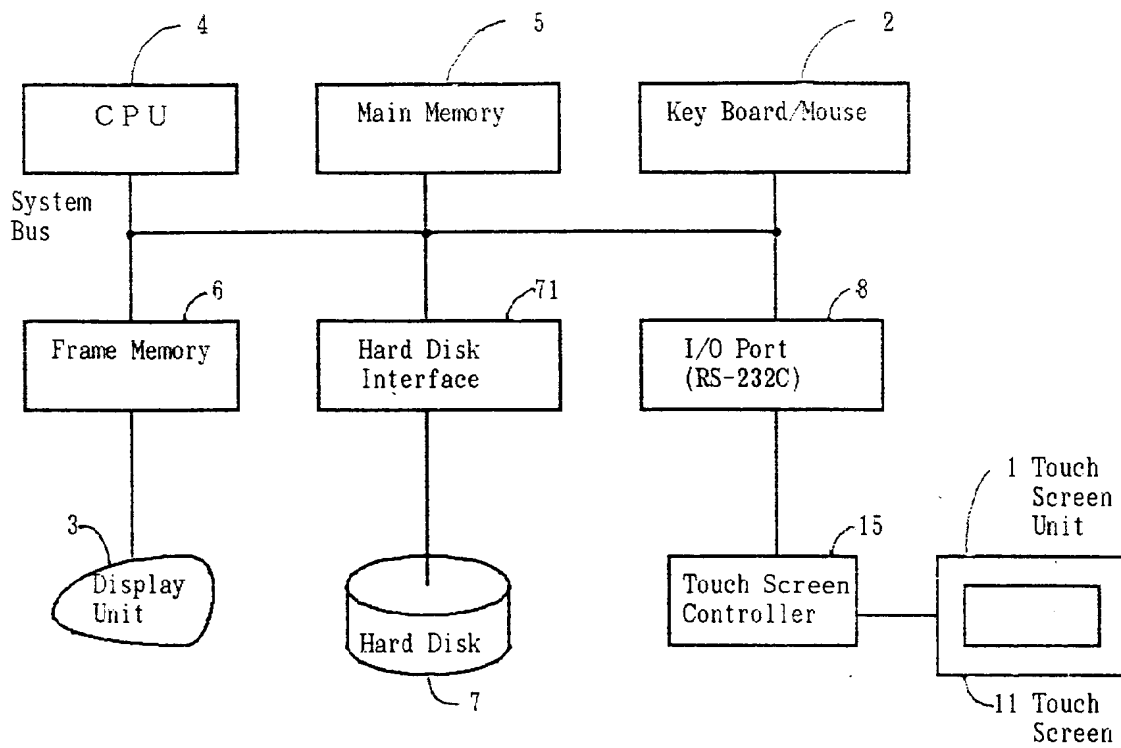 4
5
2
CPU
Main Memory
Key Board/Mouse
System
Bus
6
71
8
Frame Memory
Hard Disk
Interface
I/O Port
(RS-232C)
1 Touch
Screen
Unit
3
15
Display
Unit
Hard Disk
Touch Screen
Controller
7
11 Touch
Screen